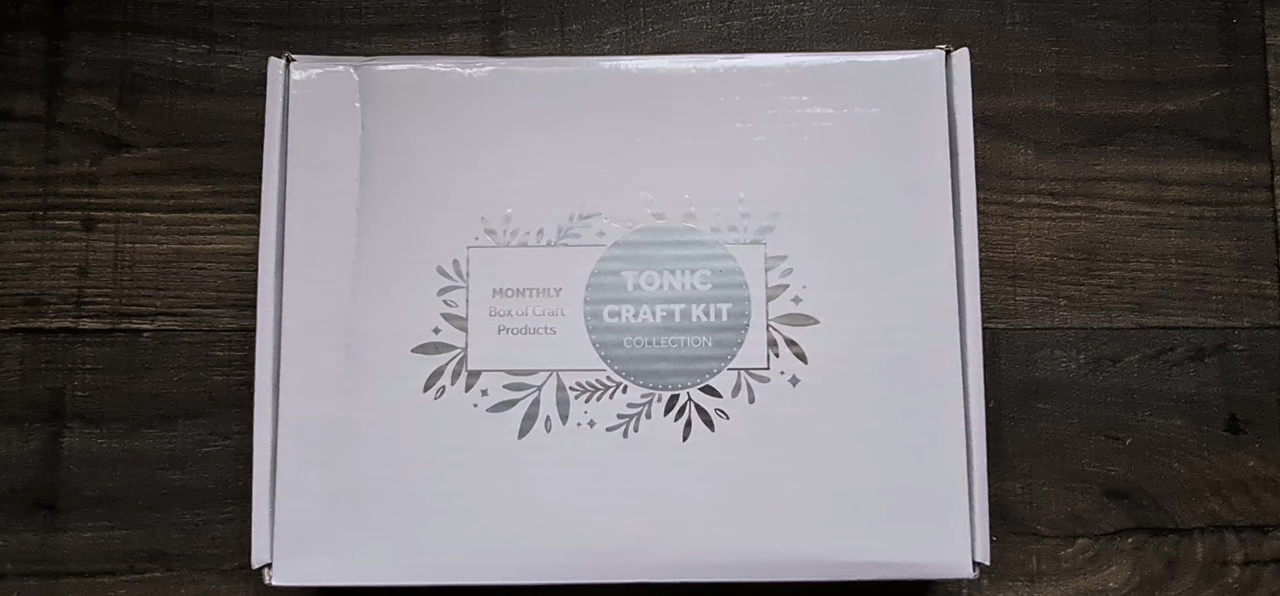 MONTHLY
Box of Craft
Products
TONIC
CRAFT KIT
COLLECTION